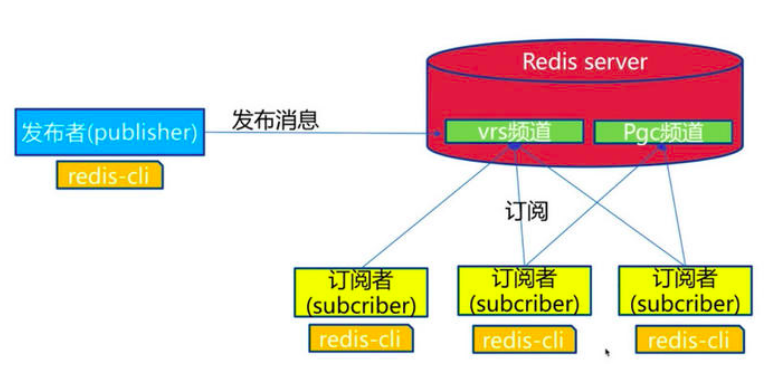 Redis server
发布者(publisher)
发布消息
vrs频道
Pgc频道
redis-cli
订阅
订阅者
(subcriber)
订阅者
(subcriber)
订阅者
(subcriber)
redis-cli
redis-cli
redis-cli